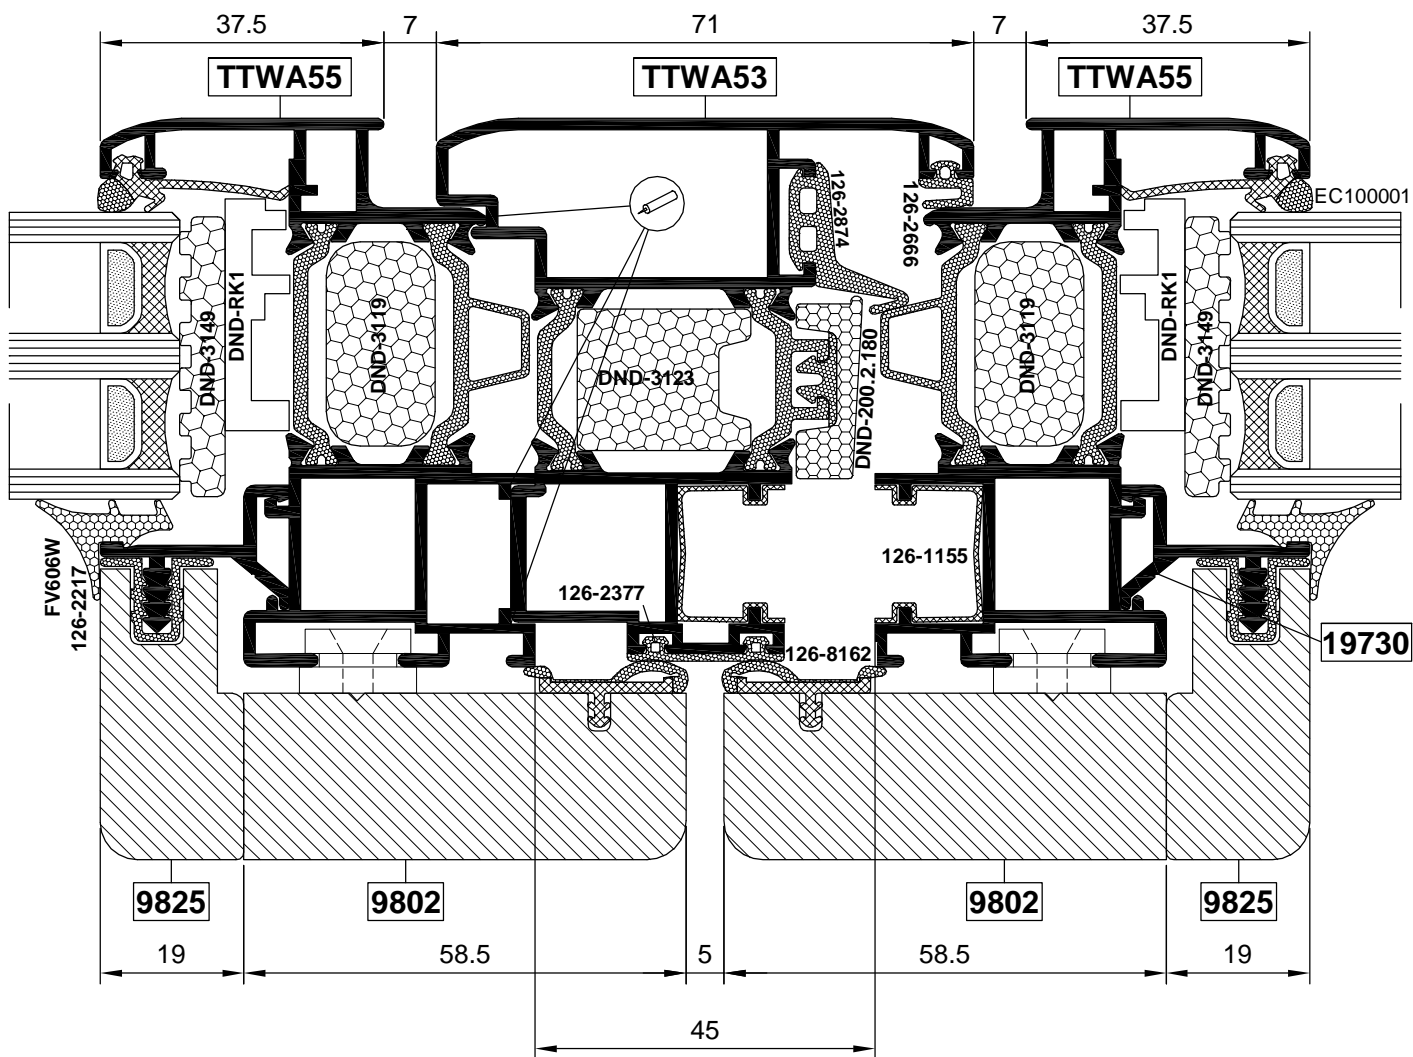 37.5
7
71
7
37.5
TTWA55
TTWA53
TTWA55
126-2874
126-2666
EC100001
DND-3149
DND-RK1
DND-3119
DND-3123
DND-200.2.180
DND-3119
DND-RK1
DND-3149
FV606W
126-2217
126-2377
126-1155
126-8162
19730
9825
9802
9802
9825
19
58.5
5
58.5
19
45